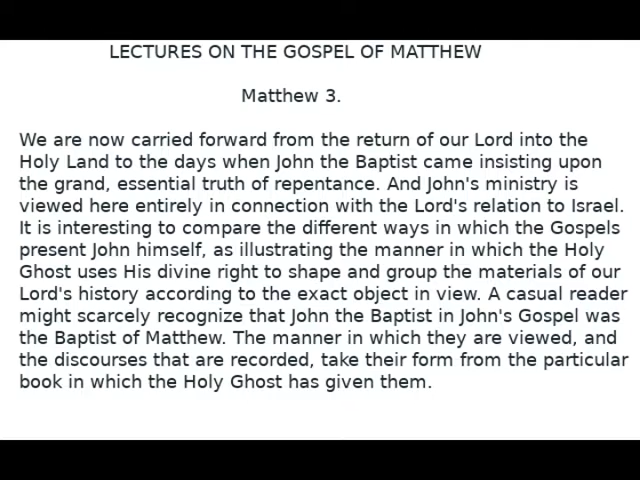 LECTURES ON THE GOSPEL OF MATTHEW
Matthew 3.
We are now carried forward from the return of our Lord into the
Holy Land to the days when John the Baptist came insisting upon
the grand, essential truth of repentance. And John's ministry is
viewed here entirely in connection with the Lord's relation to Israel.
It is interesting to compare the different ways in which the Gospels
present John himself, as illustrating the manner in which the Holy
Ghost uses His divine right to shape and group the materials of our
Lord's history according to the exact object in view. A casual reader
might scarcely recognize that John the Baptist in John's Gospel was
the Baptist of Matthew. The manner in which they are viewed, and
the discourses that are recorded, take their form from the particular
book in which the Holy Ghost has given them.